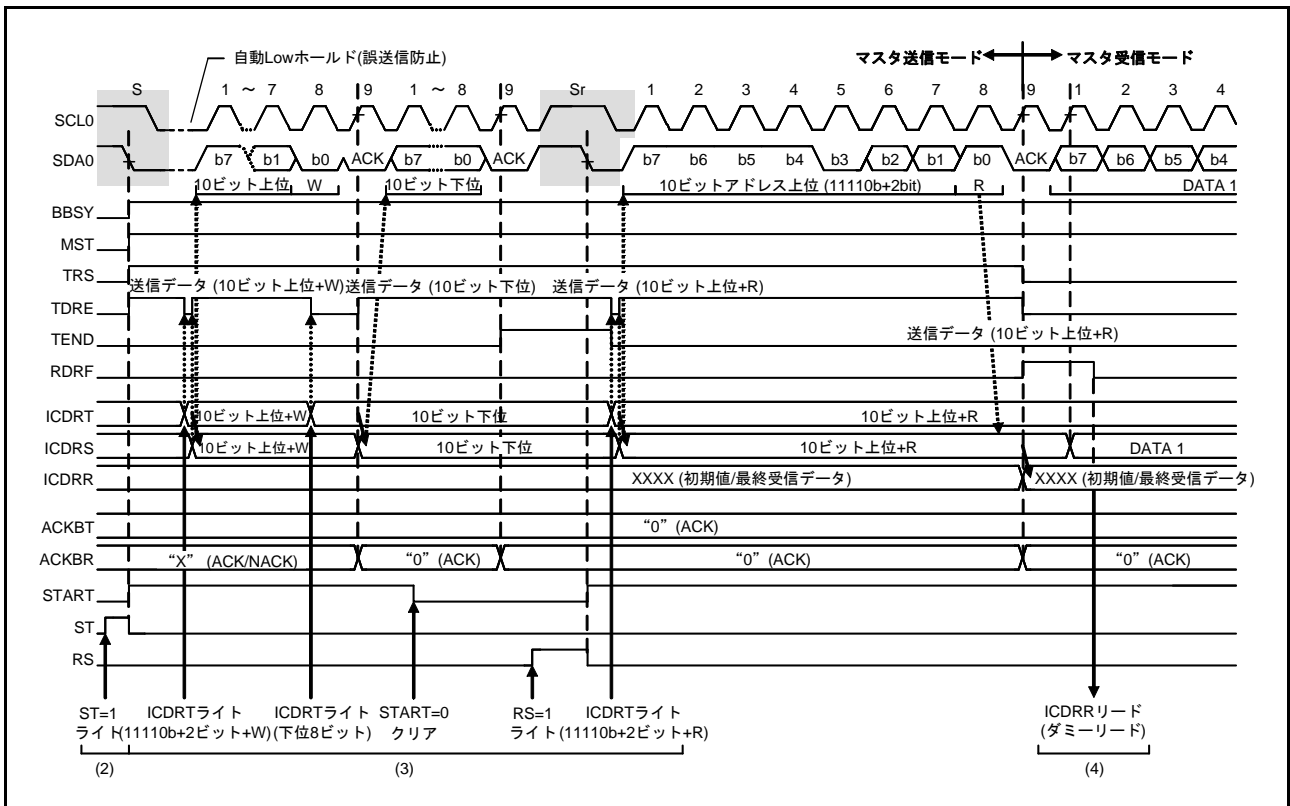 自動Lowホールド(誤送信防止)
マスタ送信モード マスタ受信モード
S 1 ～ 7 8 9 1 ～ 8 9 Sr 1 2 3 4 5 6 7 8 9 1 2 3 4
SCL0
SDA0 b7 b1 b0 ACK b7 b0 ACK b7 b6 b5 b4 b3 b2 b1 b0 ACK b7 b6 b5 b4
10ビット上位 W 10ビット下位 10ビットアドレス上位 (11110b+2bit) R DATA 1
BBSY
MST
TRS
送信データ (10ビット上位+W) 送信データ (10ビット下位) 送信データ (10ビット上位+R)
TDRE
TEND 送信データ (10ビット上位+R)
RDRF
ICDRT 10ビット上位+W 10ビット下位 10ビット上位+R
ICDRS 10ビット上位+W 10ビット下位 10ビット上位+R DATA 1
ICDRR XXXX (初期値/最終受信データ) XXXX (初期値/最終受信データ)
ACKBT “0” (ACK)
ACKBR “X” (ACK/NACK) “0” (ACK) “0” (ACK) “0” (ACK)
START
ST
RS
ST=1 ICDRTライト ICDRTライト START=0 RS=1 ICDRTライト ICDRRリード
ライト (11110b+2ビット+W) (下位8ビット) クリア ライト (11110b+2ビット+R) (ダミーリード)
(2) (3) (4)